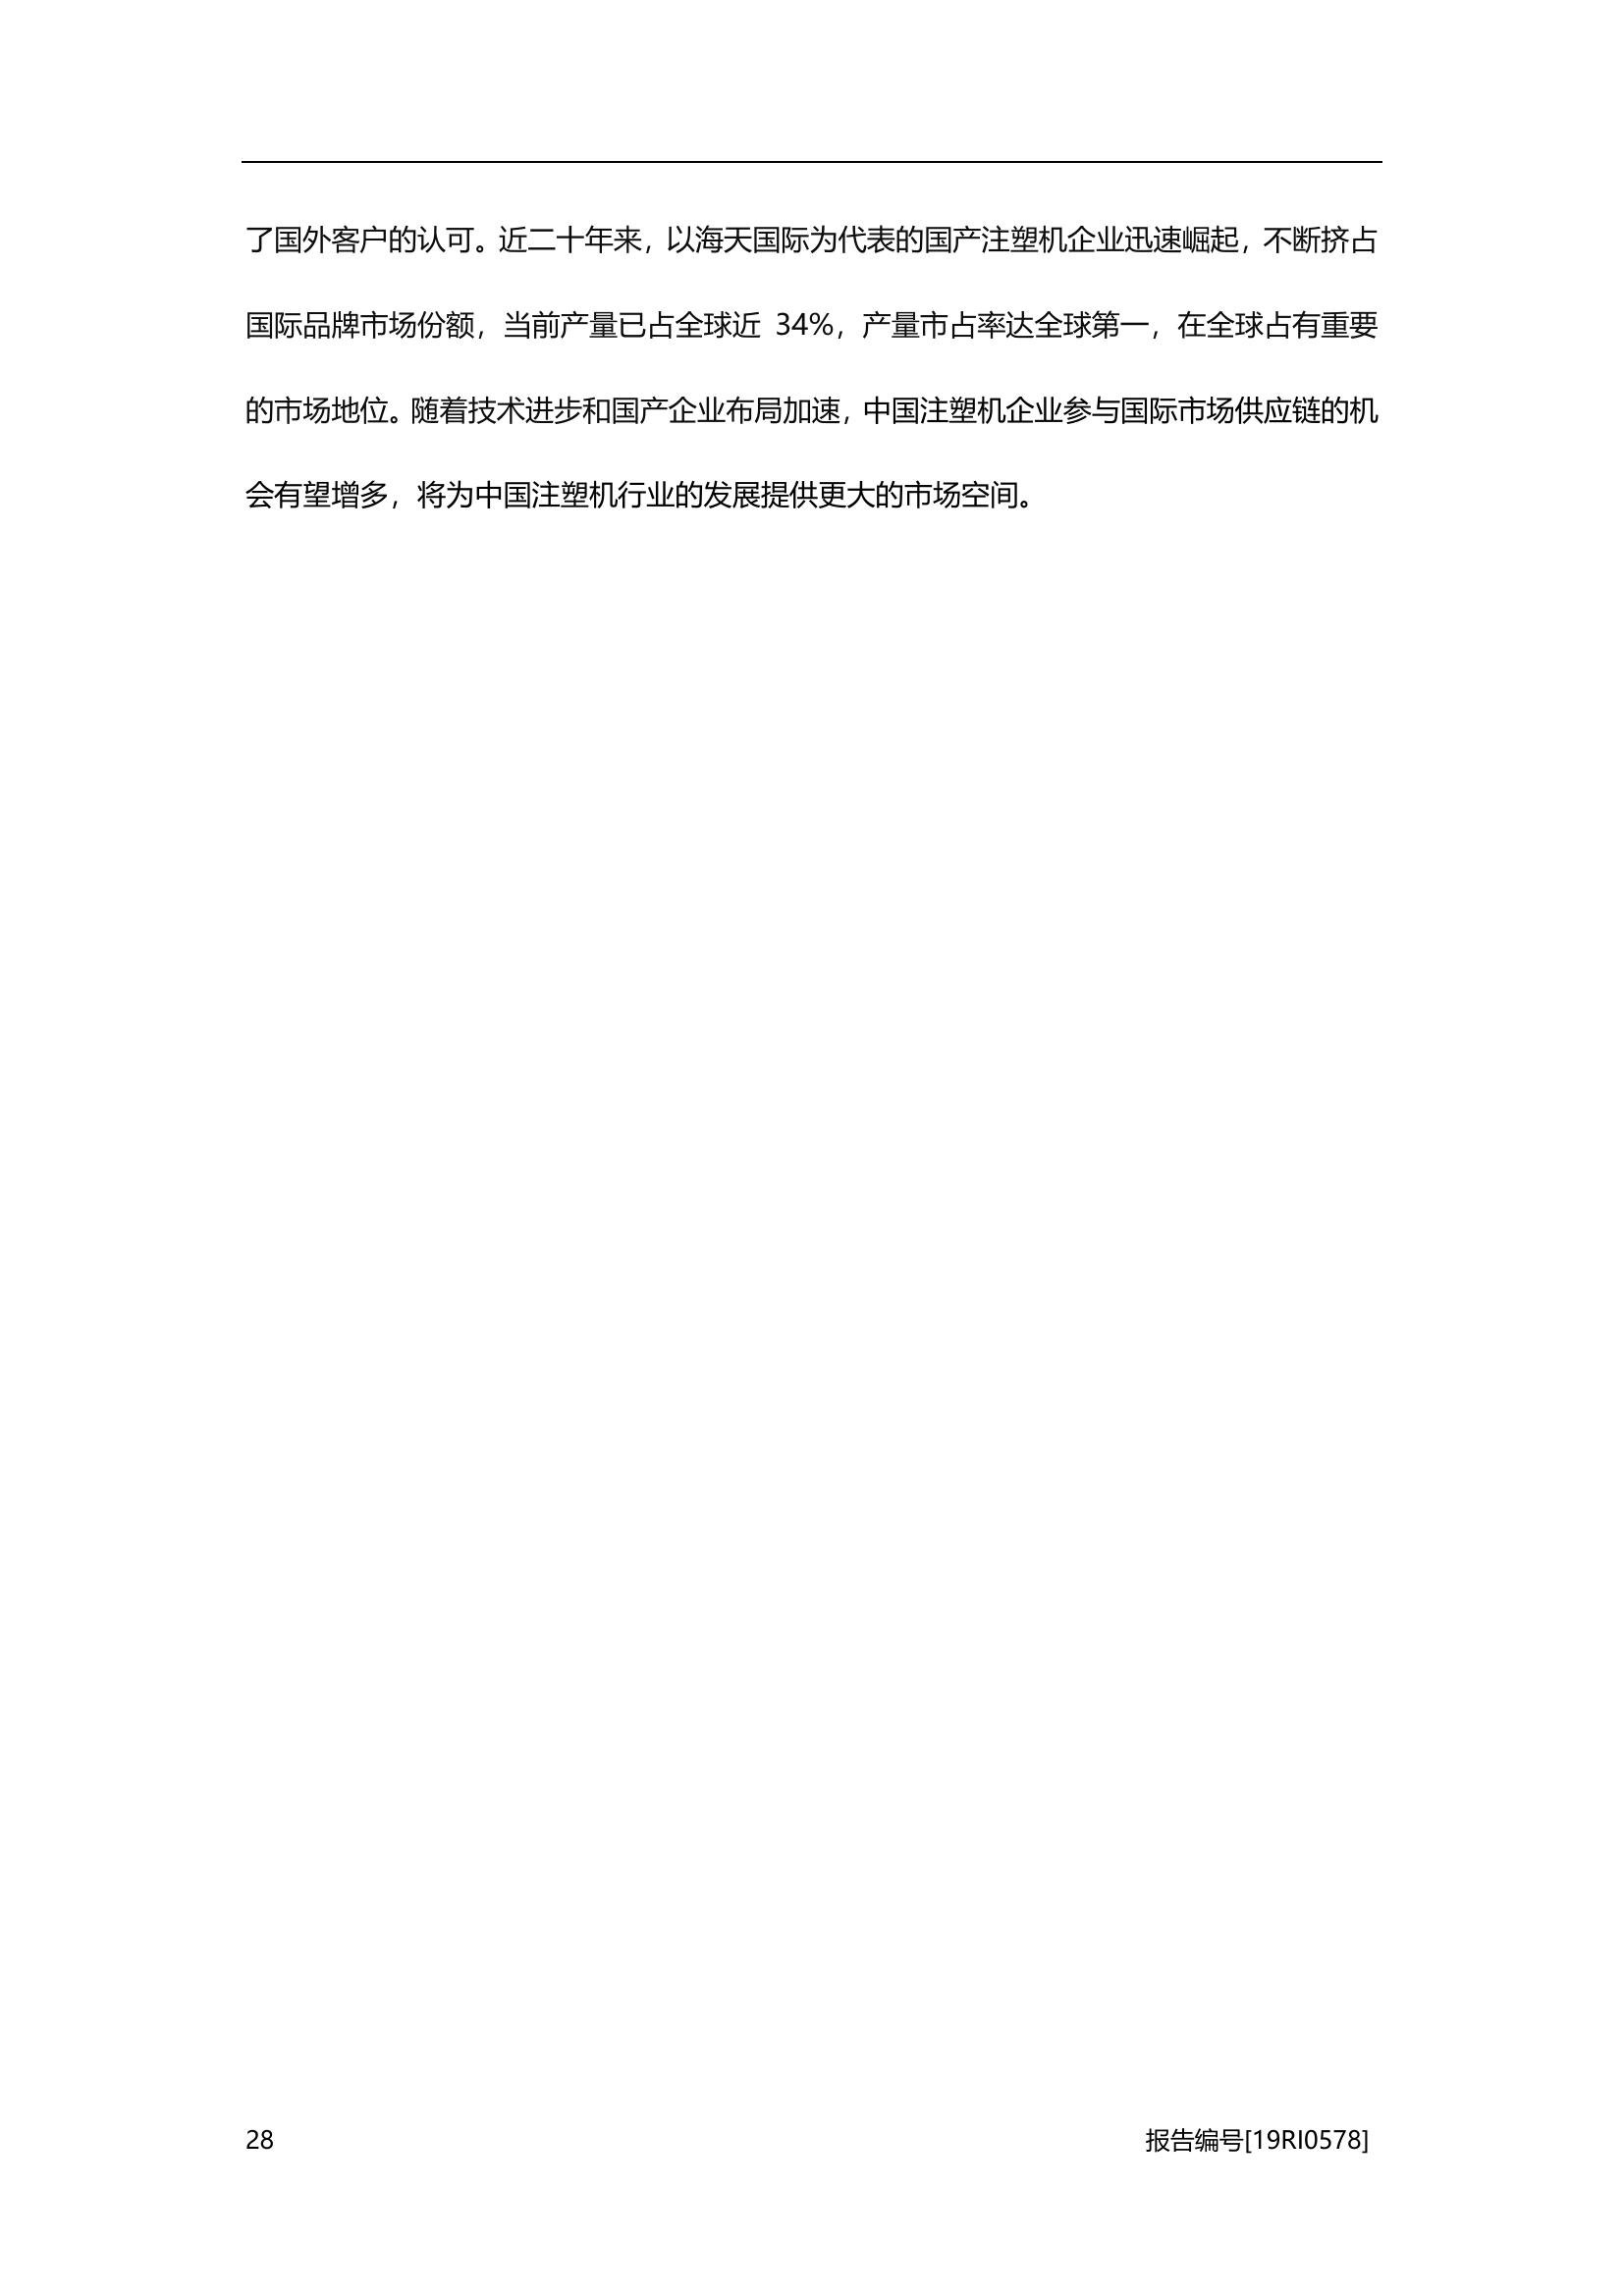 了国外客户的认可。近二十年来，以海天国际为代表的国产注塑机企业迅速崛起，不断挤占
国际品牌市场份额，当前产量已占全球近 34%，产量市占率达全球第一，在全球占有重要
的市场地位。随着技术进步和国产企业布局加速，中国注塑机企业参与国际市场供应链的机
会有望增多，将为中国注塑机行业的发展提供更大的市场空间。
28 报告编号[19RI0578]